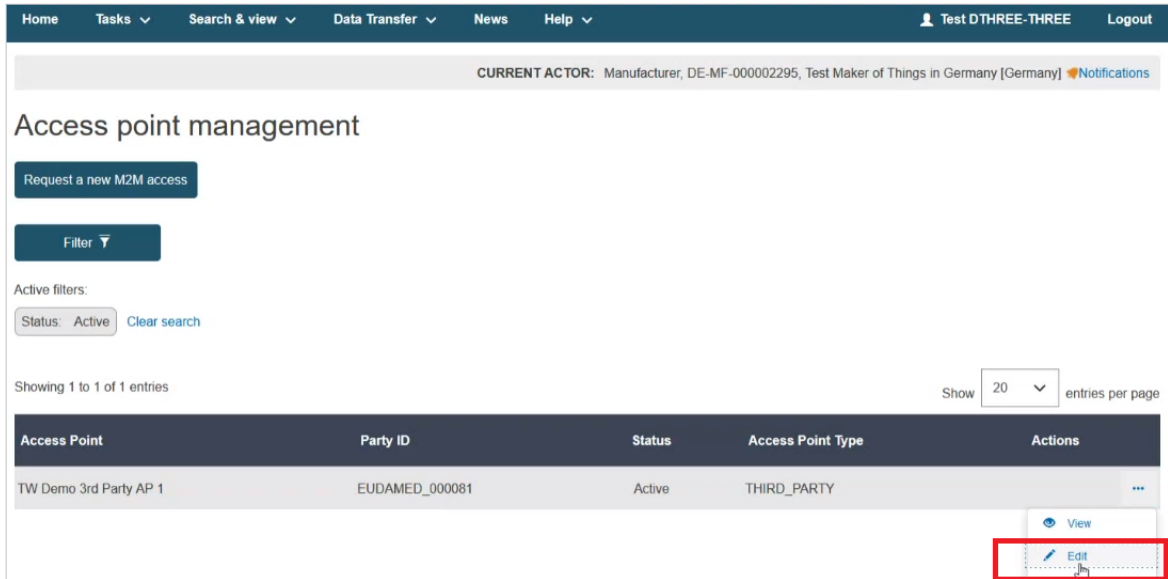 Home Tasks Search & view Data Transfer News Help Test DTHREE-THREE Logout
CURRENT ACTOR: Manufacturer, DE-MF-000002295, Test Maker of Things in Germany [Germany] Notifications
Access point management
Request a new M2M access
Filter
Active filters:
Status: Active Clear search
Showing 1 to 1 of 1 entries Show 20 entries per page
Access Point Party ID Status Access Point Type Actions
TW Demo 3rd Party AP 1 EUDAMED_000081 Active THIRD_PARTY ...
View
Edit